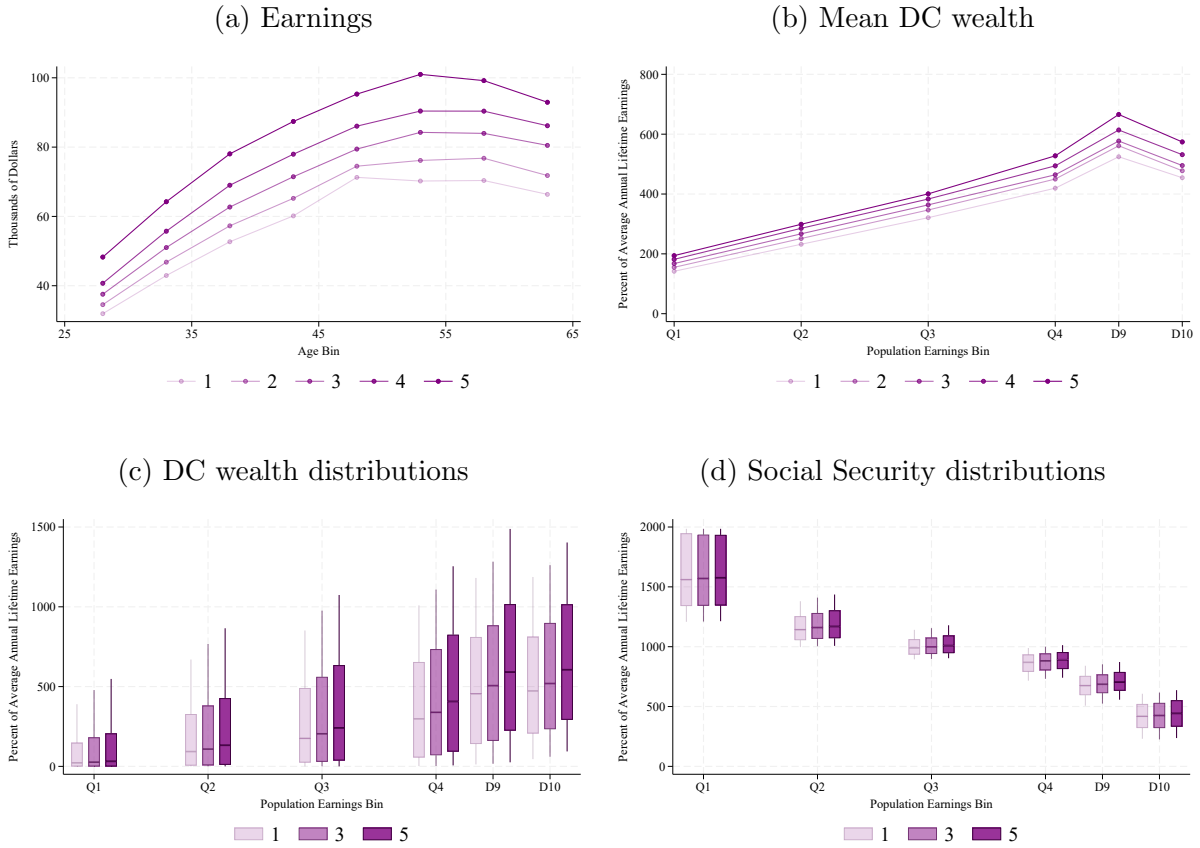 (a) Earnings
Thousands of Dollars
100
80
60
40
25 35 45 55 65
Age Bin
1 2 3 4 5
(b) Mean DC wealth
Percent of Average Annual Lifetime Earnings
800
600
400
200
0
Q1 Q2 Q3 Q4 D9 D10
Population Earnings Bin
1 2 3 4 5
(c) DC wealth distributions
Percent of Average Annual Lifetime Earnings
1500
1000
500
0
Q1 Q2 Q3 Q4 D9 D10
Population Earnings Bin
1 3 5
(d) Social Security distributions
Percent of Average Annual Lifetime Earnings
2000
1500
1000
500
0
Q1 Q2 Q3 Q4 D9 D10
Population Earnings Bin
1 3 5